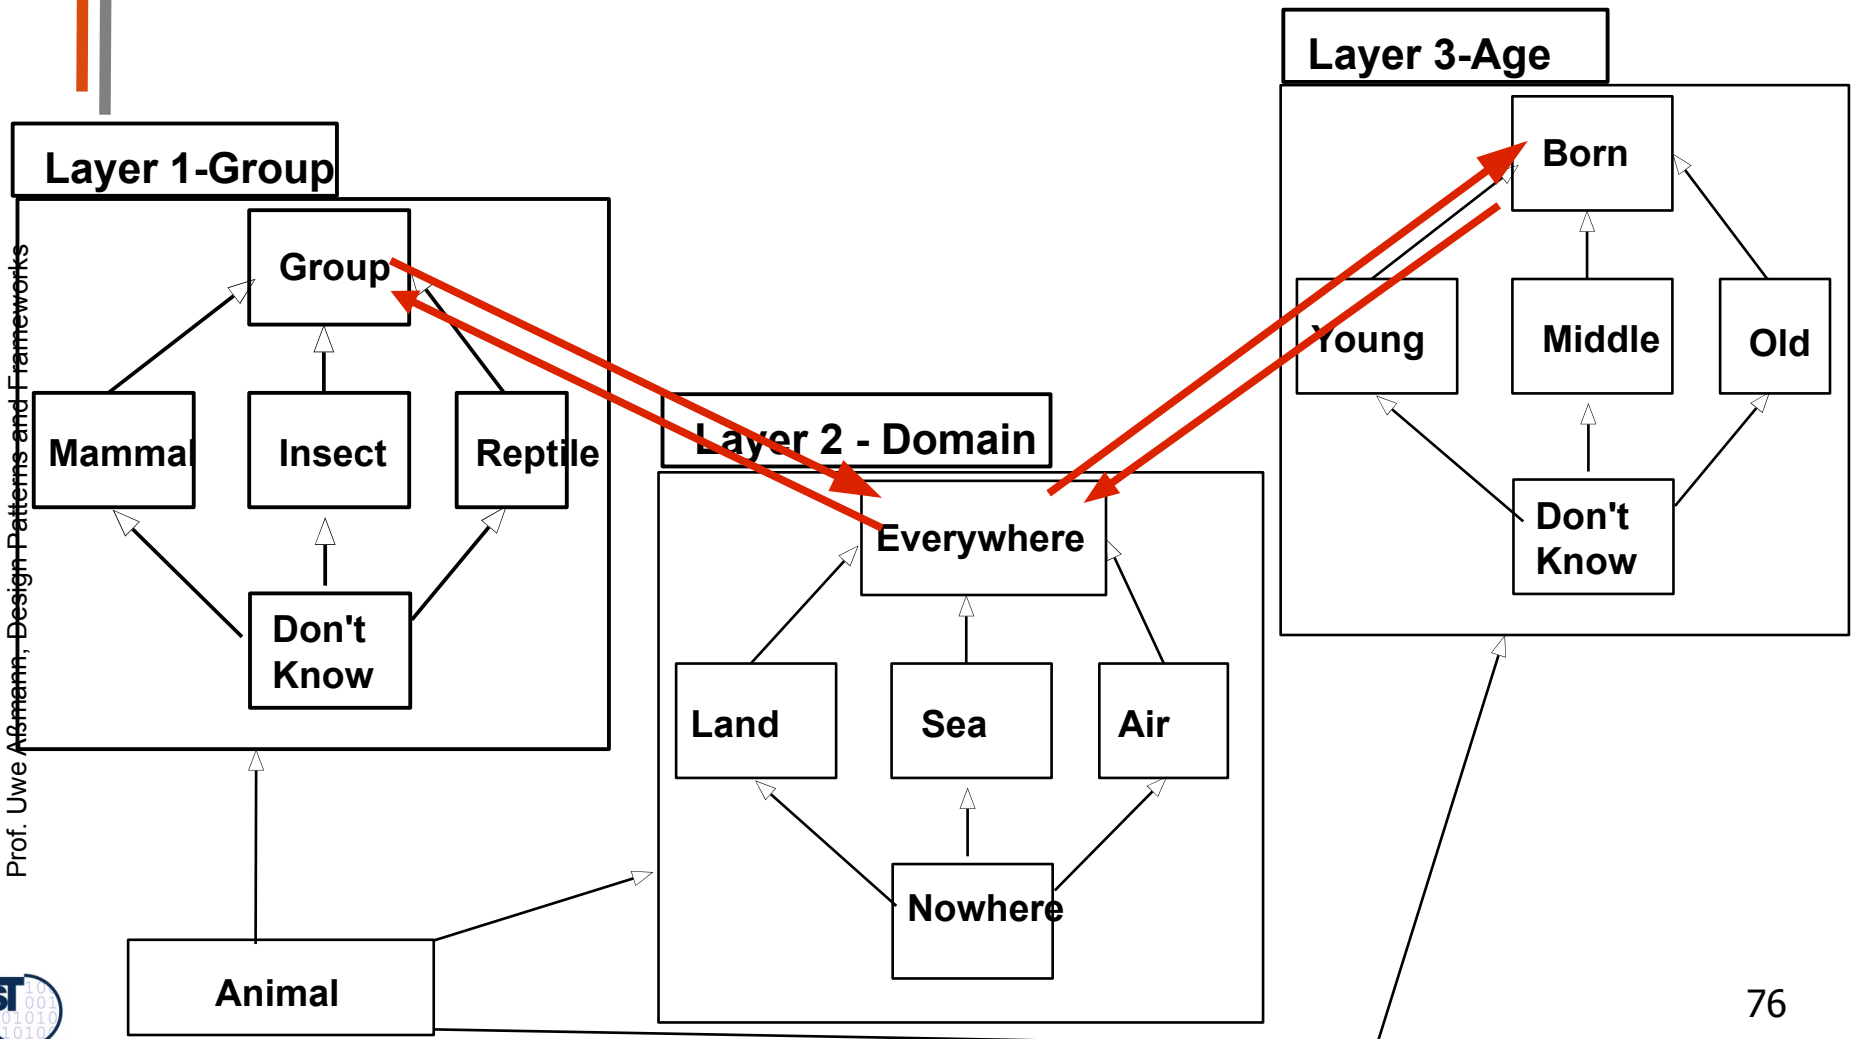 Layer 3-Age
Born
Layer 1-Group
Group
Young
Middle
Old
Mammal
Insect
Reptile
Layer 2 - Domain
Everywhere
Don't
Know
Don't
Know
Land
Sea
Air
Nowhere
Animal
Prof. Uwe Aßmann, Design Patterns and Frameworks
ST
76